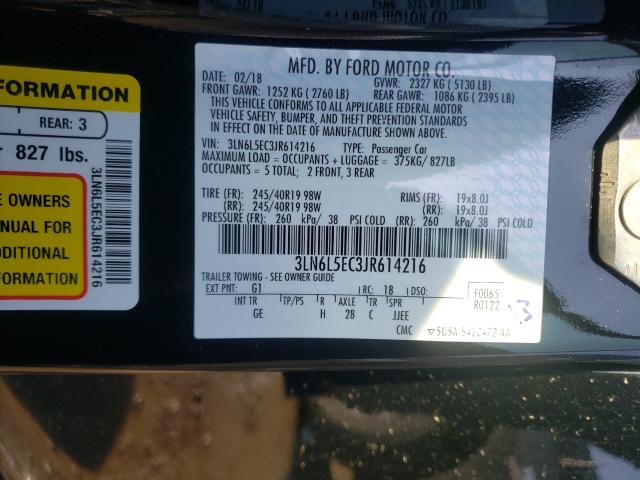 FORMATION
REAR: 3
r 827 lbs.
3LN6L5EC3JR614216
E OWNERS
ANUAL FOR
DDITIONAL
ORMATION
MFD. BY FORD MOTOR CO.
DATE: 02/18 GVWR: 2327 KG ( 5130 LB)
FRONT GAWR: 1252 KG ( 2760 LB) REAR GAWR: 1086 KG ( 2395 LB)
THIS VEHICLE CONFORMS TO ALL APPLICABLE FEDERAL MOTOR
VEHICLE SAFETY, BUMPER, AND THEFT PREVENTION STANDARDS
IN EFFECT ON THE DATE OF MANUFACTURE SHOWN ABOVE.
VIN: 3LN6L5EC3JR614216 TYPE: Passenger Car
MAXIMUM LOAD = OCCUPANTS + LUGGAGE = 375KG/827LB
OCCUPANTS = 5 TOTAL; 2 FRONT, 3 REAR
TIRE (FR): 245/40R19 98W RIMS (FR): 19x8.0J
(RR): 245/40R19 98W (RR): 19x8.0J
PRESSURE (FR): 260 kPa/ 38 PSI COLD (RR): 260 kPa/ 38 PSI COLD
3LN6L5EC3JR614216
TRAILER TOWING - SEE OWNER GUIDE
EXT PNT: G1 RC: 18 DSO:
INT TR TP/PS R AXLE TR SPR
GE H 28 C JJEE
F0065
R0122
CMC